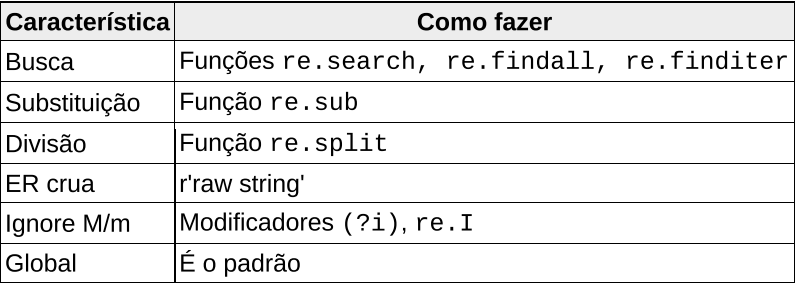 Característica Como fazer
Busca Funções re.search, re.findall, re.finditer
Substituição Função re.sub
Divisão Função re.split
ER crua r'raw string'
Ignore M/m Modificadores (?i), re.I
Global É o padrão